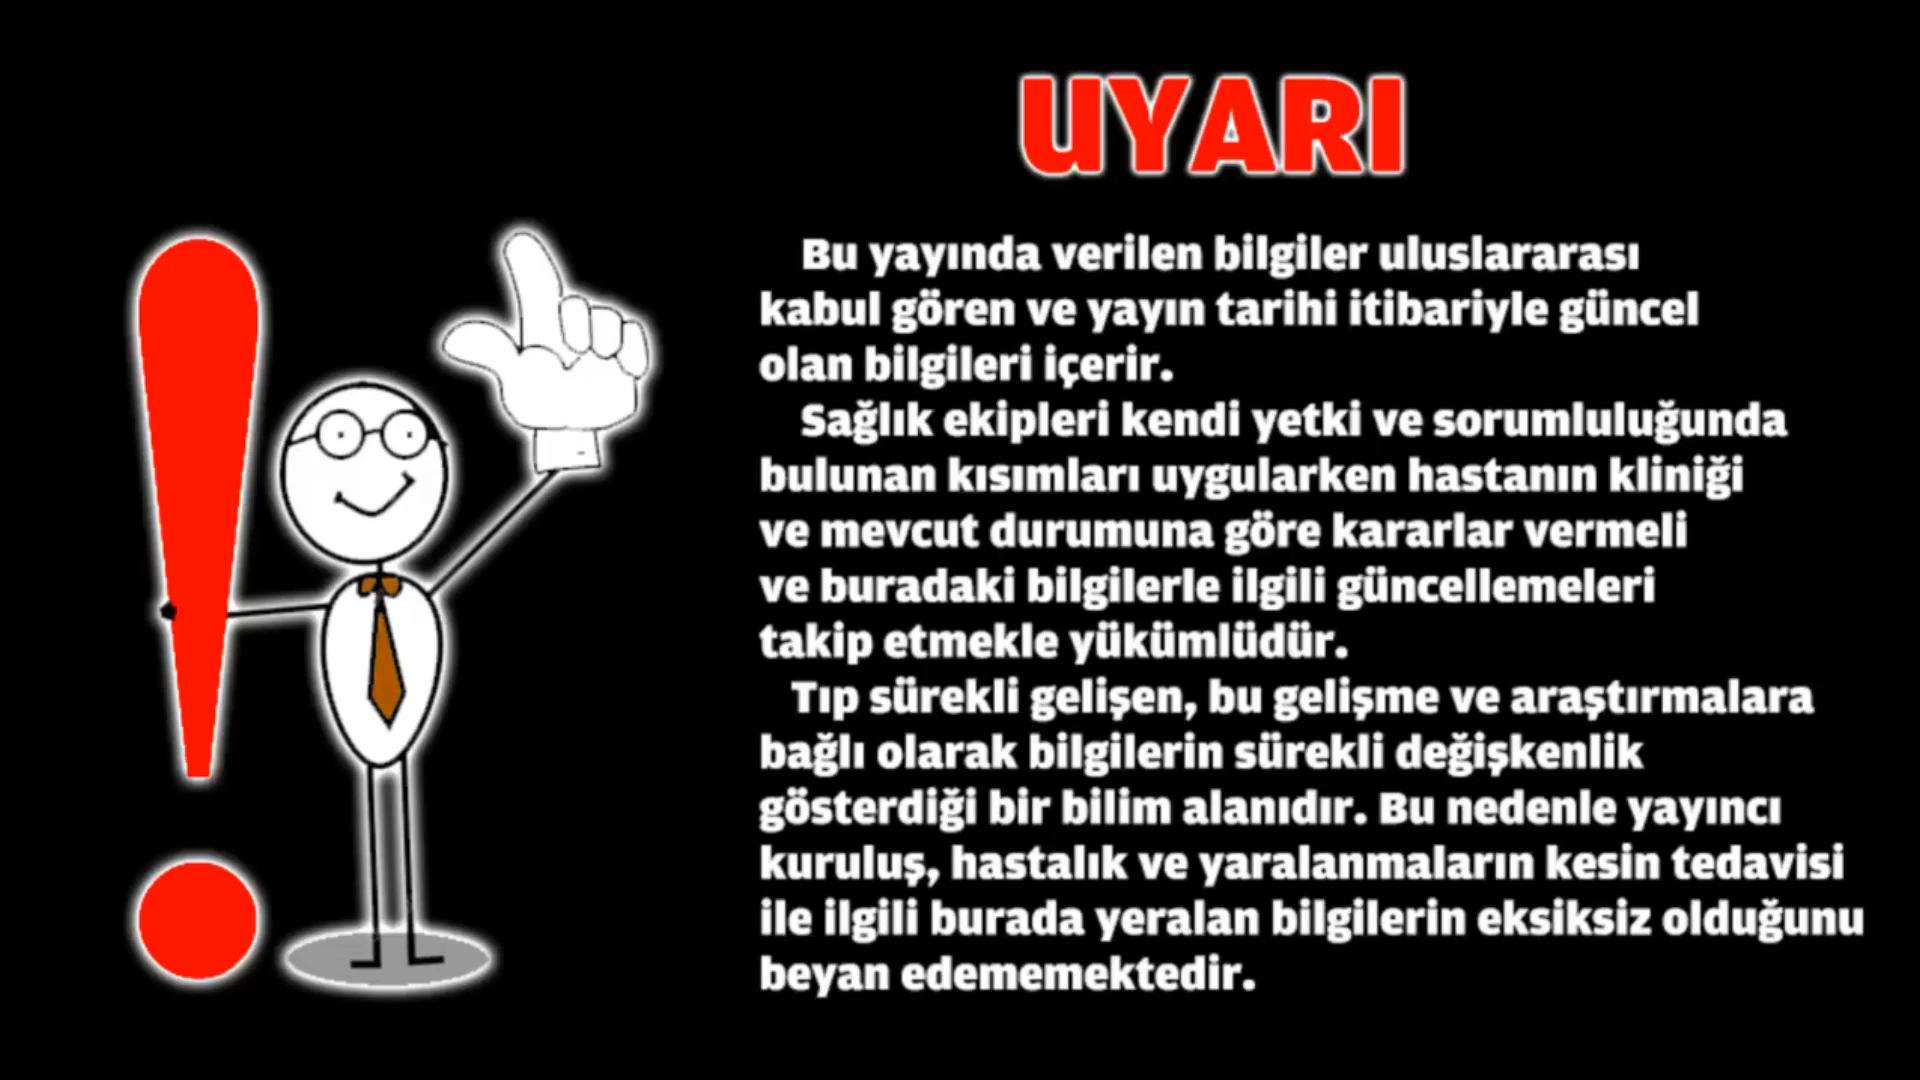 UYARI
Bu yayında verilen bilgiler uluslararası
kabul gören ve yayın tarihi itibariyle güncel
olan bilgileri içerir.
Sağlık ekipleri kendi yetki ve sorumluluğunda
bulunan kısımları uygularken hastanın kliniği
ve mevcut durumuna göre kararlar vermeli
ve buradaki bilgilerle ilgili güncellemeleri
takip etmekle yükümlüdür.
Tıp sürekli gelişen, bu gelişme ve araştırmalara
bağlı olarak bilgilerin sürekli değişkenlik
gösterdiği bir bilim alanıdır. Bu nedenle yayıncı
kuruluş, hastalık ve yaralanmaların kesin tedavisi
ile ilgili burada yeralan bilgilerin eksiksiz olduğunu
beyan edememektedir.